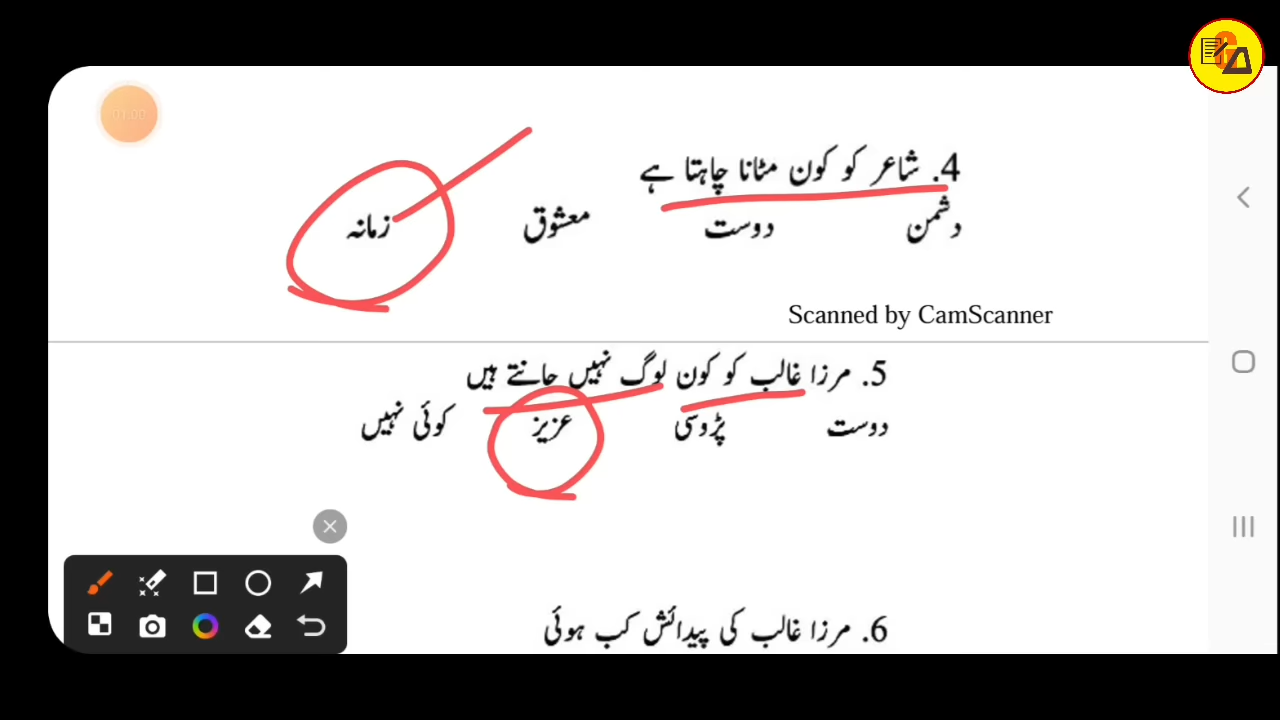 4. شاعر کو کون مٹانا چاہتا ہے
دشمن دوست معشوق زمانہ
Scanned by CamScanner
5. مرزا غالب کو کون لوگ نہیں جانتے ہیں
دوست پڑوسی عزیز کوئی نہیں
6. مرزا غالب کی پیدائش کب ہوئی